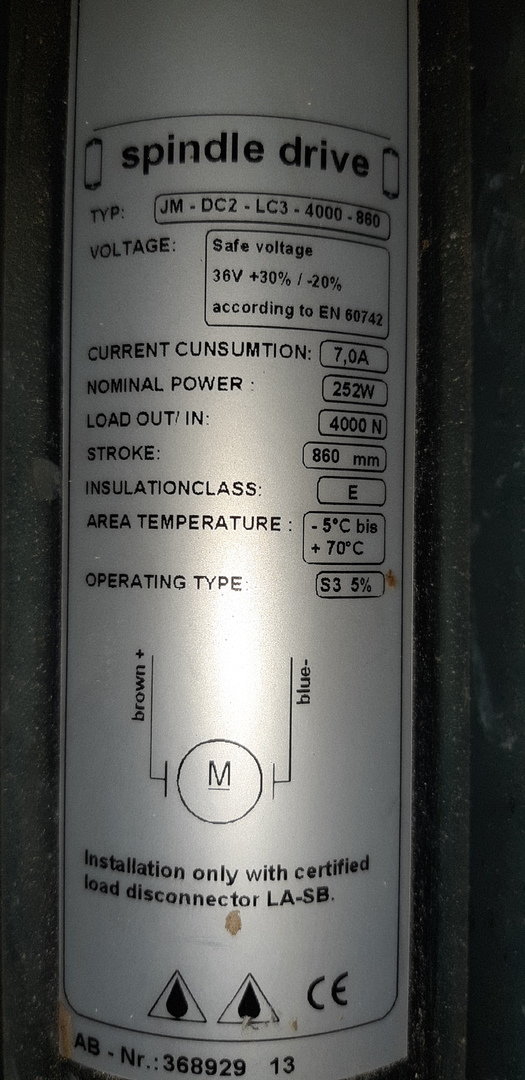 spindle drive
TYP: JM - DC2 - LC3 - 4000 - 860
VOLTAGE: Safe voltage
36V +30% / -20%
according to EN 60742
CURRENT CUNSUMTION: 7,0A
NOMINAL POWER : 252W
LOAD OUT/ IN: 4000 N
STROKE: 860 mm
INSULATIONCLASS: E
AREA TEMPERATURE : - 5°C bis
+ 70°C
OPERATING TYPE: S3 5%
brown +
blue-
M
Installation only with certified
load disconnector LA-SB.
CE
AB - Nr.: 368929 13